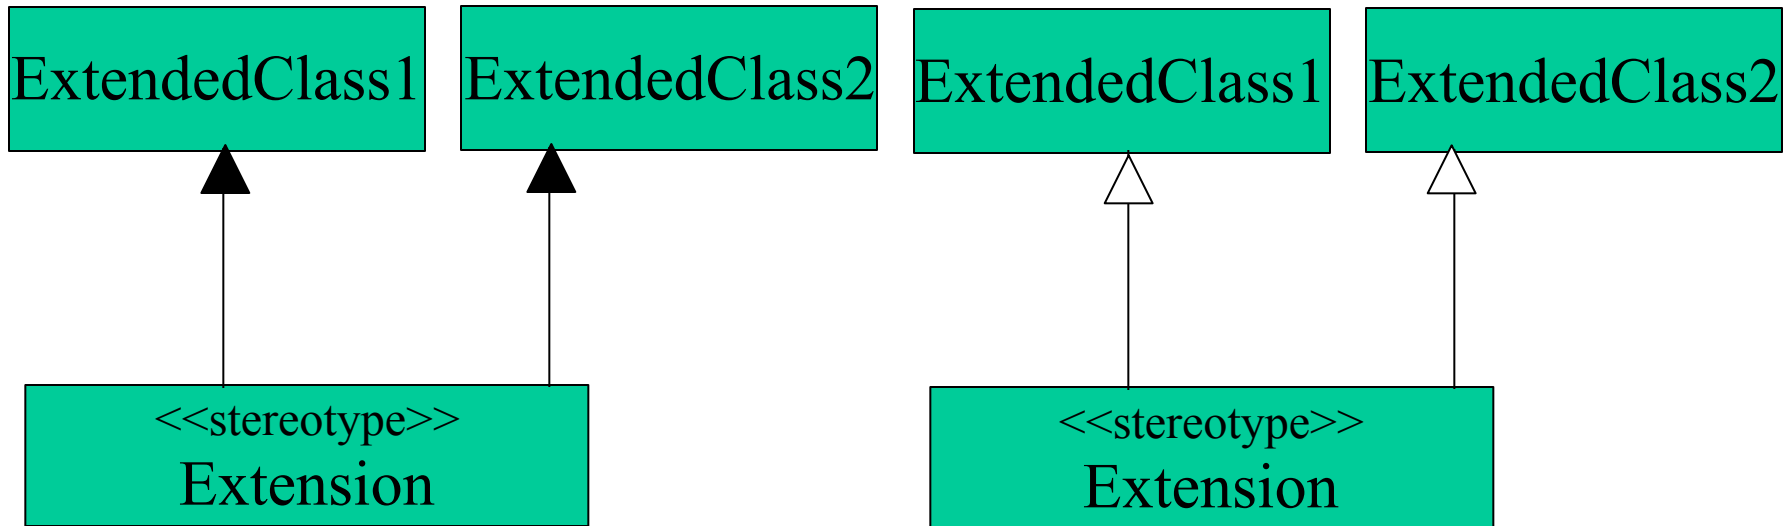 ExtendedClass1
ExtendedClass2
ExtendedClass1
ExtendedClass2
<<stereotype>>
Extension
<<stereotype>>
Extension